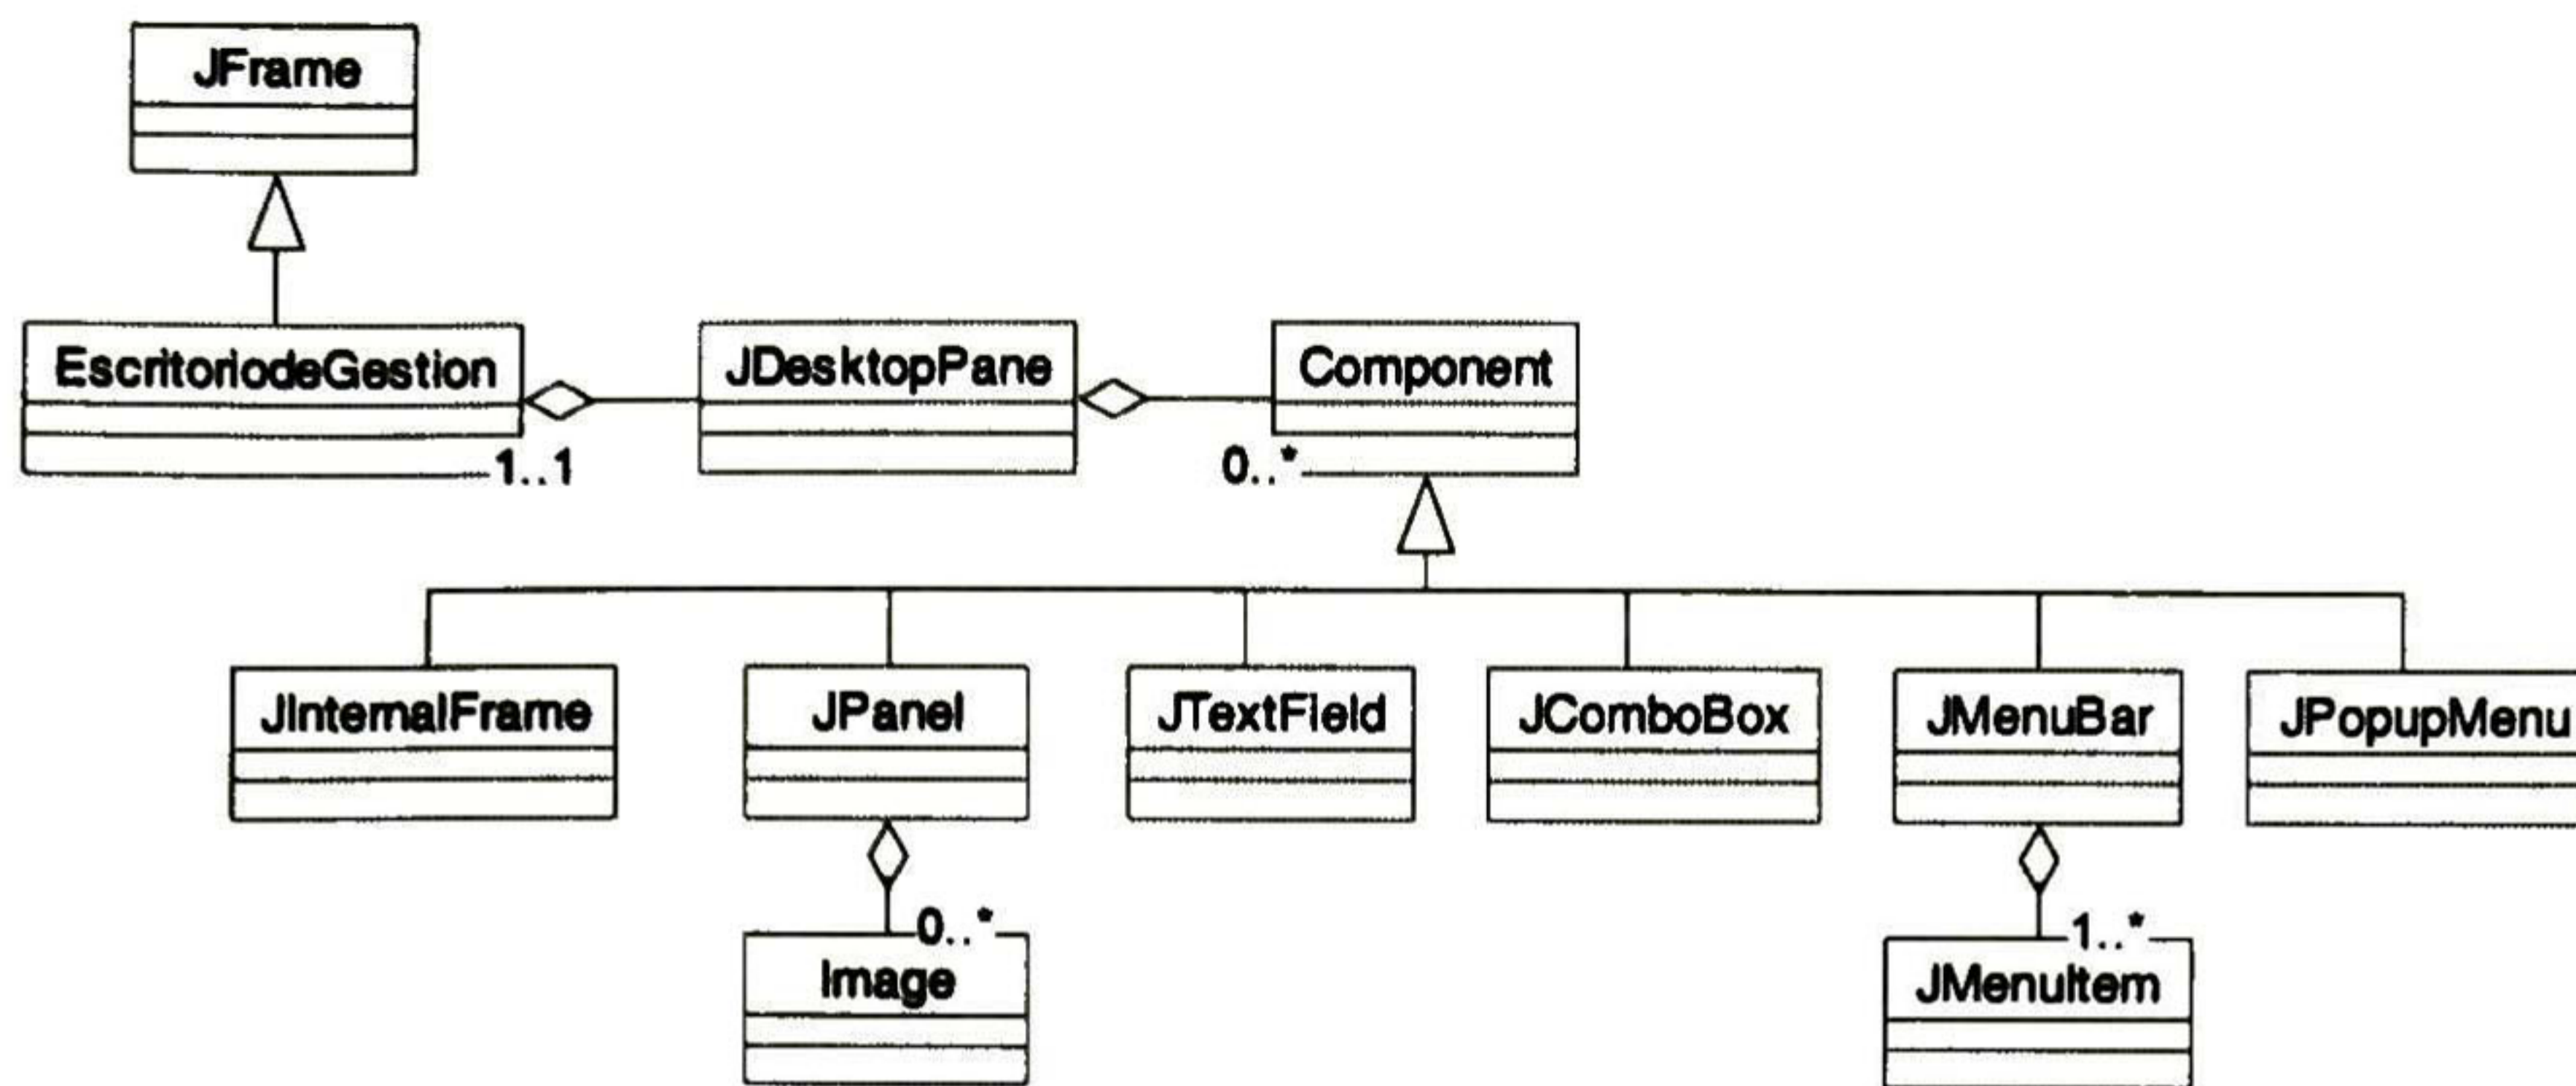 JFrame
EscritoriodeGestion
JDesktopPane
Component
1..1
0..*
JInternalFrame
JPanel
JTextField
JComboBox
JMenuBar
JPopupMenu
0..*
1..*
Image
JMenuItem